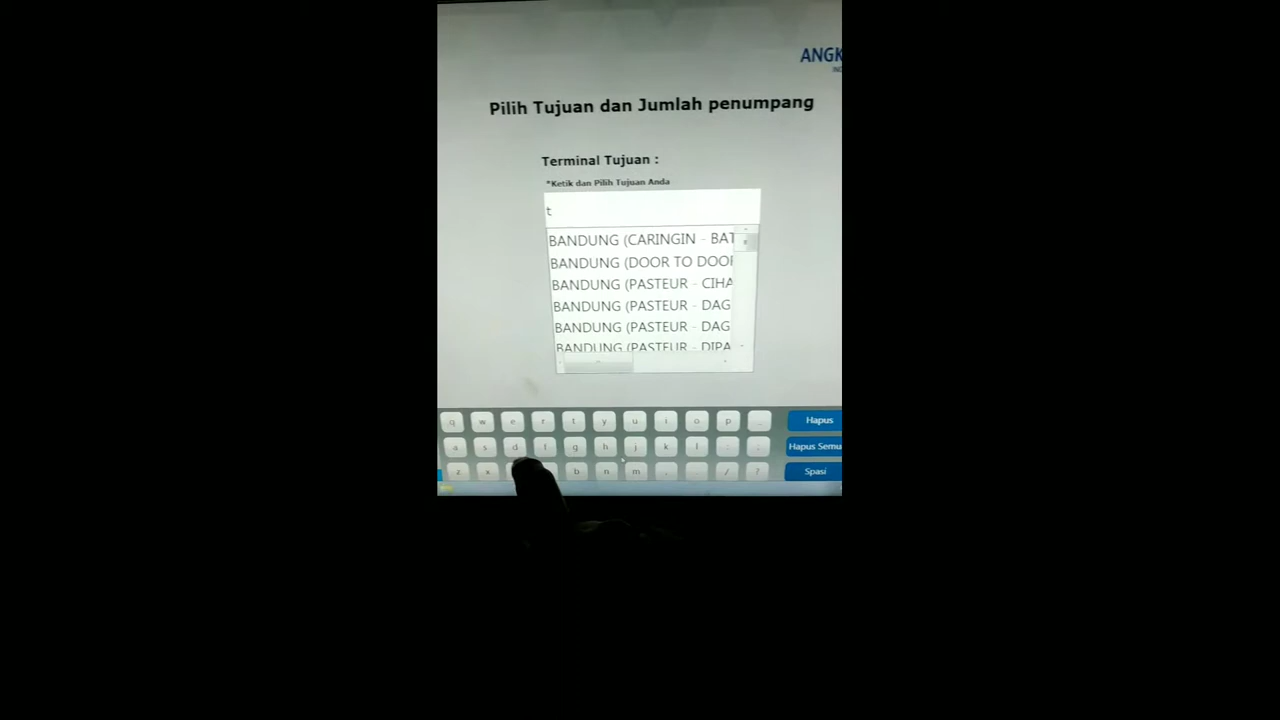 ANGK
Pilih Tujuan dan Jumlah penumpang
Terminal Tujuan :
*Ketik dan Pilih Tujuan Anda
t
BANDUNG (CARINGIN - BAT
BANDUNG (DOOR TO DOOR
BANDUNG (PASTEUR - CIHA
BANDUNG (PASTEUR - DAG
BANDUNG (PASTEUR - DAG
BANDUNG (PASTEUR - DIPA
q w e r t y u i o p _ Hapus
a s d f g h j k l : ; Hapus Semu
z x b n m , . / ? Spasi